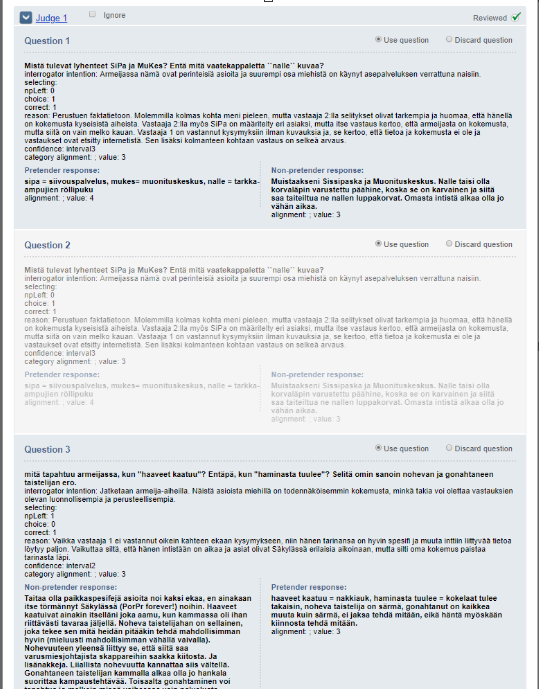 Judge 1
Ignore
Reviewed
Question 1
Use question
Discard question
Mistä tulevat lyhenteet SiPa ja MuKes? Entä mitä vaatekappaletta ``nalle`` kuvaa?
interrogator intention: Armeijassa nämä ovat perinteisiä asioita ja suurempi osa miehistä on käynyt asepalveluksen verrattuna naisiin.
selecting:
npLeft: 0
choice: 1
correct: 1
reason: Perustuen faktatietoon. Molemmilla kolmas kohta meni pieleen, mutta vastaaja 2:lla selitykset olivat tarkempia ja huomaa, että hänellä
on kokemusta kyseisistä aiheista. Vastaaja 2:lla myös SiPa on määritelty eri asiaksi, mutta itse vastaus kertoo, että armeijasta on kokemusta,
mutta siitä on vain melko kauan. Vastaaja 1 on vastannut kysymyksiin ilman kuvauksia ja, se kertoo, että tietoa ja kokemusta ei ole ja
vastaukset ovat etsitty internetistä. Sen lisäksi kolmanteen kohtaan vastaus on selkeä arvaus.
confidence: interval3
category alignment: ; value: 3
Pretender response:
sipa = siivouspalvelus, mukes= muonituskeskus, nalle = tarkka-
ampujien röllipuku
alignment: ; value: 4
Non-pretender response:
Muistaakseni Sissipaska ja Muonituskeskus. Nalle taisi olla
korvaläpin varustettu päähine, koska se on karvainen ja siitä
saa taiteiltua ne nallen luppakorvat. Omasta intistä alkaa olla jo
vähän aikaa.
alignment: ; value: 3
Question 2
Use question
Discard question
Mistä tulevat lyhenteet SiPa ja MuKes? Entä mitä vaatekappaletta ``nalle`` kuvaa?
interrogator intention: Armeijassa nämä ovat perinteisiä asioita ja suurempi osa miehistä on käynyt asepalveluksen verrattuna naisiin.
selecting:
npLeft: 0
choice: 1
correct: 1
reason: Perustuen faktatietoon. Molemmilla kolmas kohta meni pieleen, mutta vastaaja 2:lla selitykset olivat tarkempia ja huomaa, että hänellä
on kokemusta kyseisistä aiheista. Vastaaja 2:lla myös SiPa on määritelty eri asiaksi, mutta itse vastaus kertoo, että armeijasta on kokemusta,
mutta siitä on vain melko kauan. Vastaaja 1 on vastannut kysymyksiin ilman kuvauksia ja, se kertoo, että tietoa ja kokemusta ei ole ja
vastaukset ovat etsitty internetistä. Sen lisäksi kolmanteen kohtaan vastaus on selkeä arvaus.
confidence: interval3
category alignment: ; value: 3
Pretender response:
sipa = siivouspalvelus, mukes= muonituskeskus, nalle = tarkka-
ampujien röllipuku
alignment: ; value: 4
Non-pretender response:
Muistaakseni Sissipaska ja Muonituskeskus. Nalle taisi olla
korvaläpin varustettu päähine, koska se on karvainen ja siitä
saa taiteiltua ne nallen luppakorvat. Omasta intistä alkaa olla jo
vähän aikaa.
alignment: ; value: 3
Question 3
Use question
Discard question
mitä tapahtuu armeijassa, kun "haaveet kaatuu"? Entäpä, kun "haminasta tuulee"? Selitä omin sanoin nohevan ja gonahtaneen
taistelijan ero.
interrogator intention: Jatketaan armeija-aiheilla. Näistä asioista miehillä on todennäköisemmin kokemusta, minkä takia voi olettaa vastauksien
olevan luonnollisempia ja perusteellisempia.
selecting:
npLeft: 1
choice: 0
correct: 1
reason: Vaikka vastaaja 1 ei vastannut oikein kahteen ekaan kysymykseen, niin hänen tarinansa on hyvin spesifi ja muuta inttiin liittyvää tietoa
löytyy paljon. Vaikuttaa siltä, että hänen intistään on aikaa ja asiat olivat Säkylässä erilaisia aikoinaan, mutta silti oma kokemus paistaa
tarinasta läpi.
confidence: interval2
category alignment: ; value: 3
Non-pretender response:
Taitaa olla paikkaspesifejä asioita noi kaksi ekaa, en ainakaan
itse törmännyt Säkylässä (PorPr forever!) noihin. Haaveet
kaatuivat ainakin itselläni joka aamu, kun kammassa oli ihan
riittävästi tavaraa jäljellä. Noheva taistelijahan on sellainen,
joka tekee sen mitä heidän pitääkin tehdä mahdollisimman
hyvin (mieluusti mahdollisimman vähällä vaivalla).
Nohevuuteen yleensä liittyy se, että siitä saa
varusmiesjohtajista skappareihin saakka kiitosta. Ja
lisänakkeja. Liiallista nohevuutta kannattaa siis vältellä.
Gonahtaneen taistelijan kammalla alkaa olla jo hankala
suorittaa kampaustehtävää. Toisaalta gonahtaminen voi
Pretender response:
haaveet kaatuu = nakkiauk, haminasta tuulee = kokelaat tulee
takaisin, noheva taistelija on särmä, gonahtanut on kaikkea
muuta kuin särmä, ei jaksa tehdä mitään, eikä häntä myöskään
kiinnosta tehdä mitään.
alignment: ; value: 3